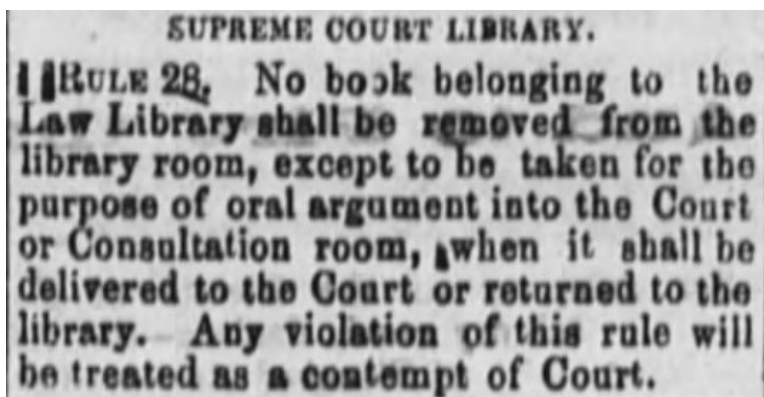 SUPREME COURT LIBRARY.
RULE 28. No book belonging to the
Law Library shall be removed from the
library room, except to be taken for the
purpose of oral argument into the Court
or Consultation room, when it shall be
delivered to the Court or returned to the
library. Any violation of this rule will
be treated as a contempt of Court.